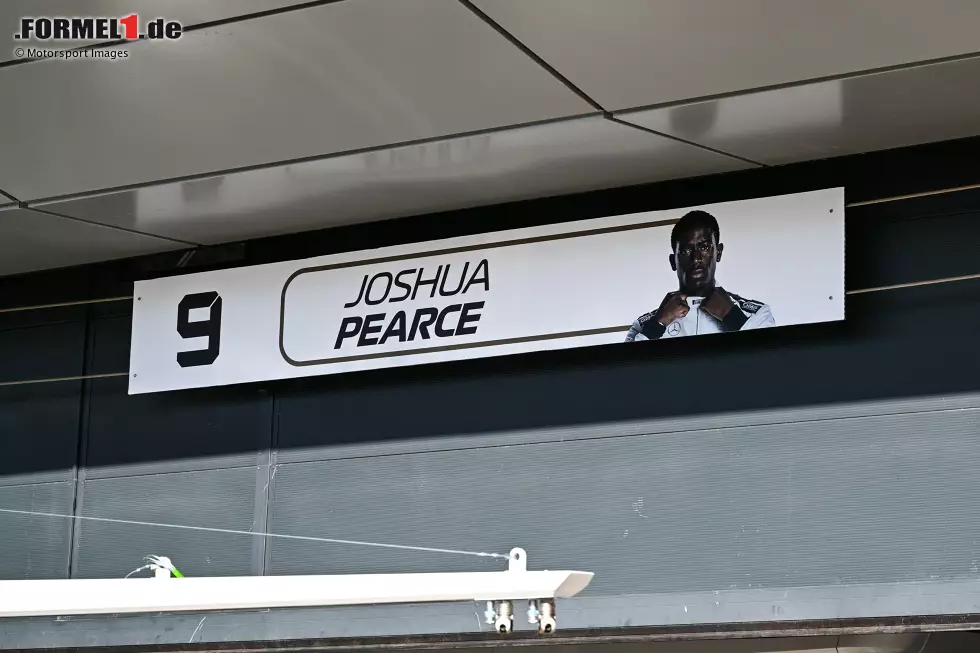 .FORMEL1.de
© Motorsport Images
9
JOSHUA
PEARCE